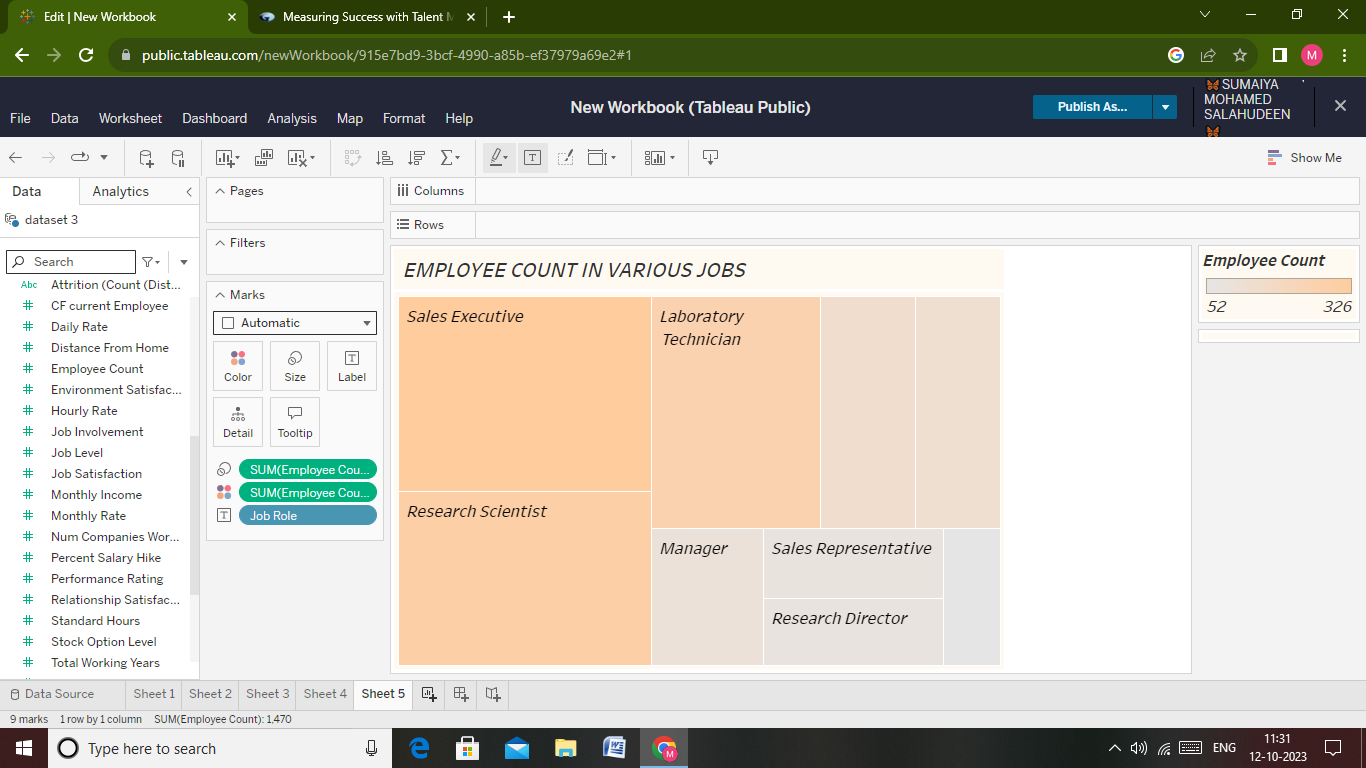 Edit | New Workbook
Measuring Success with Talent M
public.tableau.com/newWorkbook/915e7bd9-3bcf-4990-a85b-ef37979a69e2#1
M
New Workbook (Tableau Public)
Publish As...
SUMAIYA
MOHAMED
SALAHUDEEN
File Data Worksheet Dashboard Analysis Map Format Help
Show Me
Data Analytics
dataset 3
Search
Abc Attrition (Count (Dist...
CF current Employee
Daily Rate
Distance From Home
Employee Count
Environment Satisfac...
Hourly Rate
Job Involvement
Job Level
Job Satisfaction
Monthly Income
Monthly Rate
Num Companies Wor...
Percent Salary Hike
Performance Rating
Relationship Satisfac...
Standard Hours
Stock Option Level
Total Working Years
Pages
Filters
Marks
Automatic
Color Size Label
Detail Tooltip
SUM(Employee Cou...
SUM(Employee Cou...
Job Role
Columns
Rows
EMPLOYEE COUNT IN VARIOUS JOBS
Sales Executive
Laboratory
Technician
Research Scientist
Manager
Sales Representative
Research Director
Employee Count
52 326
Data Source Sheet 1 Sheet 2 Sheet 3 Sheet 4 Sheet 5
9 marks 1 row by 1 column SUM(Employee Count): 1,470
Type here to search
M
ENG
11:31
12-10-2023